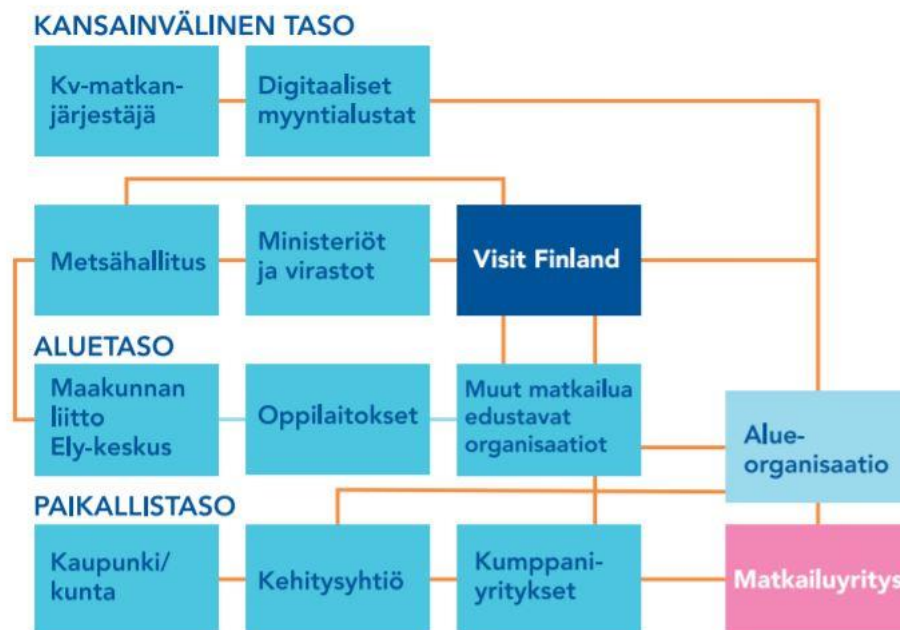 KANSAINVÄLINEN TASO
Kv-matkan-
järjestäjä
Digitaaliset
myyntialustat
Metsähallitus
Ministeriöt
ja virastot
Visit Finland
ALUETASO
Maakunnan
liitto
Ely-keskus
Oppilaitokset
Muut matkailua
edustavat
organisaatiot
Alue-
organisaatio
PAIKALLISTASO
Kaupunki/
kunta
Kehitysyhtiö
Kumppani-
yritykset
Matkailuyritys